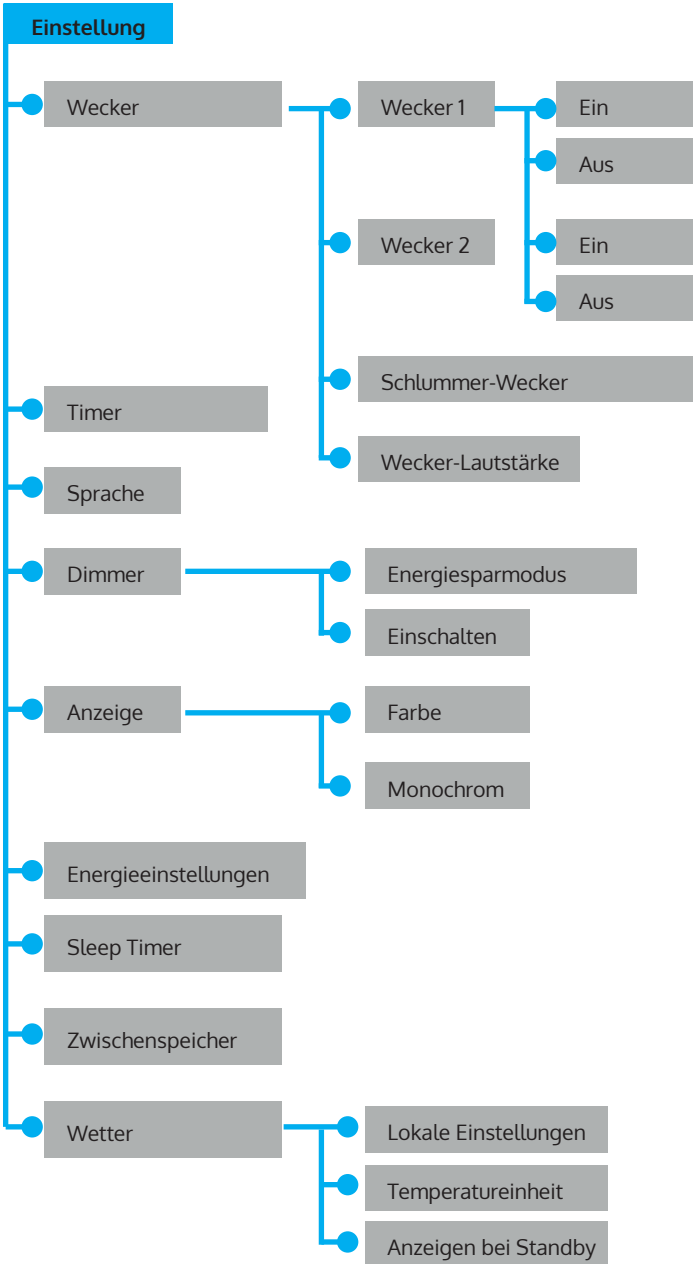 Einstellung
Wecker
Wecker 1
Ein
Aus
Wecker 2
Ein
Aus
Schlummer-Wecker
Wecker-Lautstärke
Timer
Sprache
Dimmer
Energiesparmodus
Einschalten
Anzeige
Farbe
Monochrom
Energieeinstellungen
Sleep Timer
Zwischenspeicher
Wetter
Lokale Einstellungen
Temperatureinheit
Anzeigen bei Standby